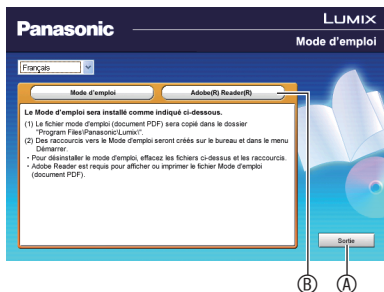 Panasonic
LUMIX
Mode d'emploi
Français
Mode d'emploi
Adobe(R) Reader(R)
Le Mode d'emploi sera installé comme indiqué ci-dessous.
(1) Le fichier mode d'emploi (document PDF) sera copié dans le dossier
"Program Files\Panasonic\Lumix\".
(2) Des raccourcis vers le Mode d'emploi seront créés sur le bureau et dans le menu
Démarrer.
・Pour désinstaller le mode d'emploi, effacez les fichiers ci-dessus et les raccourcis.
・Adobe Reader est requis pour afficher ou imprimer le fichier Mode d'emploi
(document PDF).
Sortie
Ⓑ Ⓐ